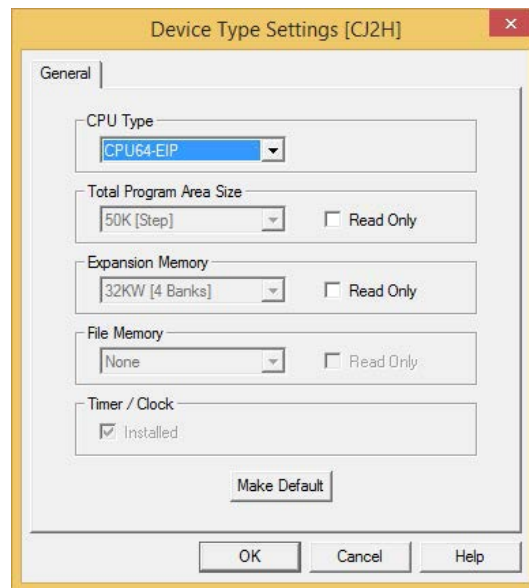 Device Type Settings [CJ2H]
General
CPU Type
CPU64-EIP
Total Program Area Size
50K [Step]
Read Only
Expansion Memory
32KW [4 Banks]
Read Only
File Memory
None
Read Only
Timer / Clock
Installed
Make Default
OK
Cancel
Help